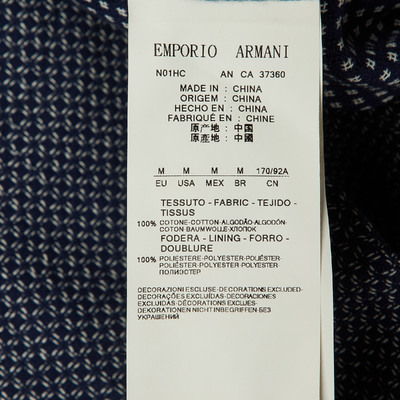 EMPORIO ARMANI
N01HC AN CA 37360
MADE IN : CHINA
ORIGEM : CHINA
HECHO EN : CHINA
FABRIQUÉ EN : CHINE
原产地 : 中国
原產地 : 中國
M M M M 170/92A
EU USA MEX BR CN
TESSUTO - FABRIC - TEJIDO -
TISSUS
100% COTONE-COTTON-ALGODÃO-ALGODÓN-
COTON-BAUMWOLLE-ХЛОПОК
FODERA - LINING - FORRO -
DOUBLURE
100% POLIESTERE-POLYESTER-POLIÉSTER-
POLIÉSTER-POLYESTER-POLYESTER-
ПОЛИЭСТЕР
DECORAZIONI ESCLUSE-DECORATIONS EXCLUDED-
DECORAÇÕES EXCLUÍDAS-DECORACIONES
EXCLUIDAS-DÉCORATIONS EXCLUES-
DEKORATIONEN NICHT INBEGRIFFEN-БЕЗ
УКРАШЕНИЙ